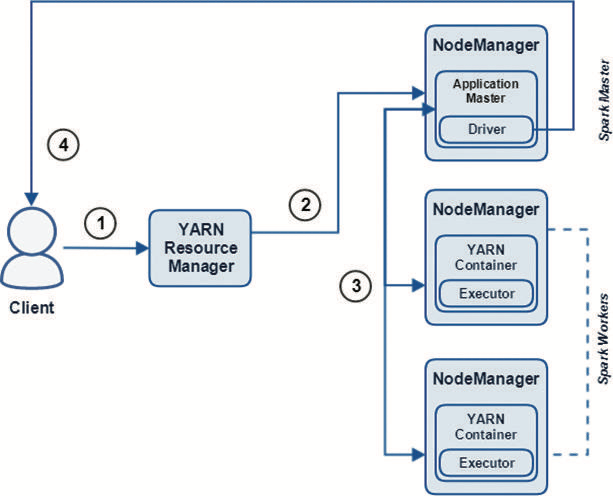 NodeManager
Application
Master
Driver
Spark Master
4
1
YARN
Resource
Manager
2
Client
NodeManager
YARN
Container
Executor
3
Spark Workers
NodeManager
YARN
Container
Executor